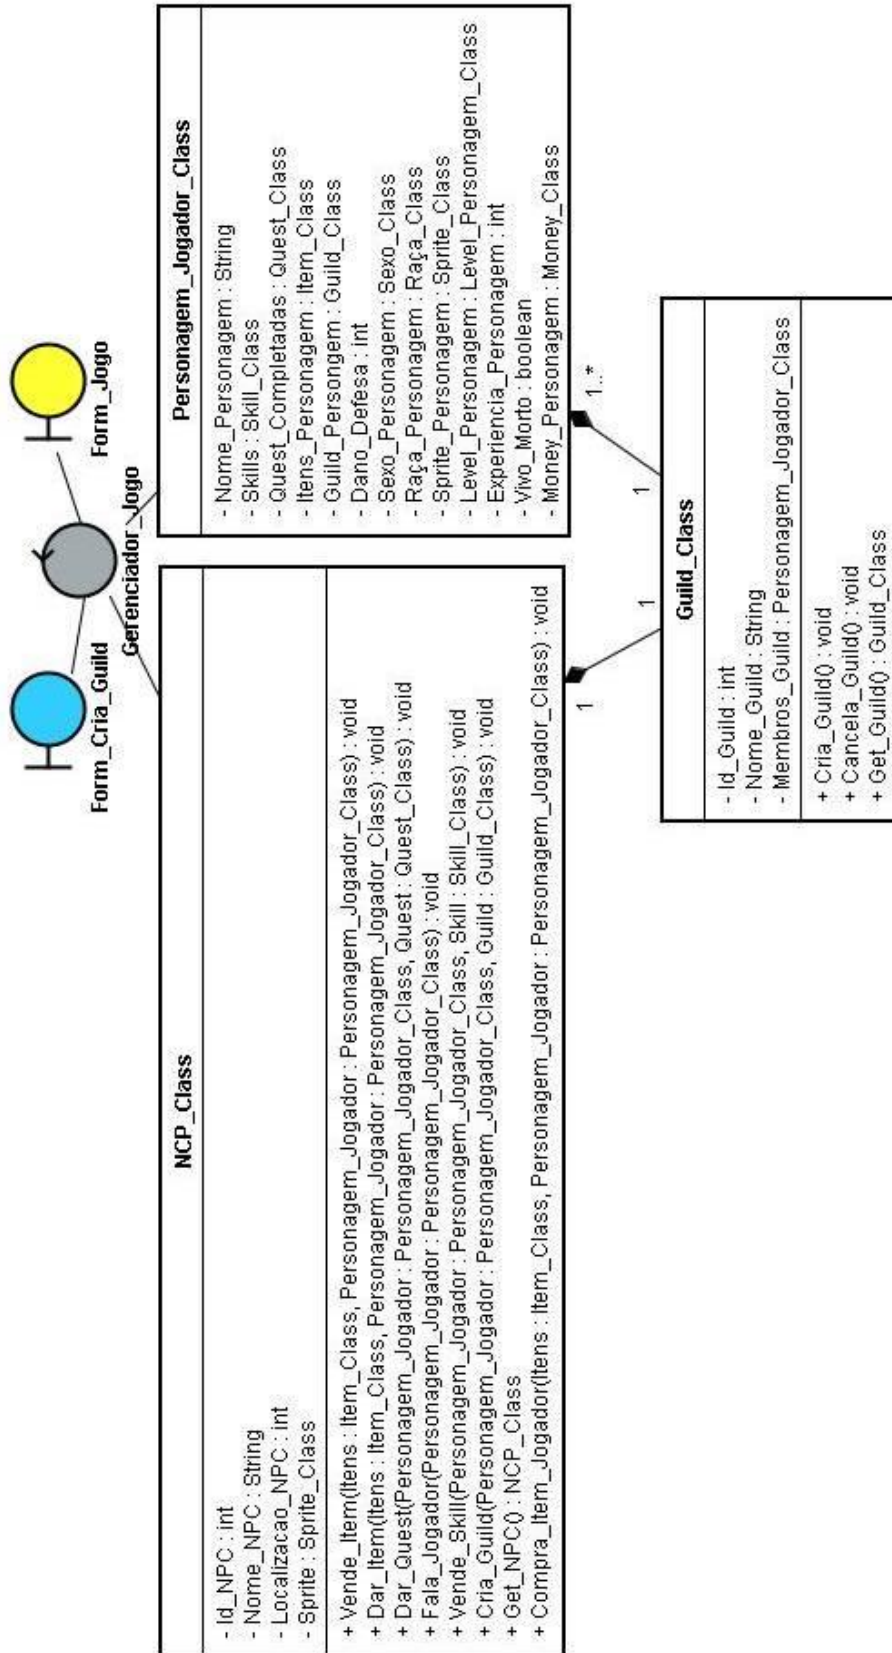 Form_Cria_Guild
Form_Jogo
Gerenciador_Jogo
NCP_Class
- Id_NPC : int
- Nome_NPC : String
- Localizacao_NPC : int
- Sprite : Sprite_Class
+ Vende_Item(Itens : Item_Class, Personagem_Jogador : Personagem_Jogador_Class) : void
+ Dar_Item(Itens : Item_Class, Personagem_Jogador : Personagem_Jogador_Class) : void
+ Dar_Quest(Personagem_Jogador : Personagem_Jogador_Class, Quest : Quest_Class) : void
+ Fala_Jogador(Personagem_Jogador : Personagem_Jogador_Class) : void
+ Vende_Skill(Personagem_Jogador : Personagem_Jogador_Class, Skill : Skill_Class) : void
+ Cria_Guild(Personagem_Jogador : Personagem_Jogador_Class, Guild : Guild_Class) : void
+ Get_NPC() : NCP_Class
+ Compra_Item_Jogador(Itens : Item_Class, Personagem_Jogador : Personagem_Jogador_Class) : void
Personagem_Jogador_Class
- Nome_Personagem : String
- Skills : Skill_Class
- Quest_Completadas : Quest_Class
- Itens_Personagem : Item_Class
- Guild_Persongem : Guild_Class
- Dano_Defesa : int
- Sexo_Personagem : Sexo_Class
- Raça_Personagem : Raça_Class
- Sprite_Personagem : Sprite_Class
- Level_Personagem : Level_Personagem_Class
- Experiencia_Personagem : int
- Vivo_Morto : boolean
- Money_Personagem : Money_Class
1
1..*
1
1
Guild_Class
- Id_Guild : int
- Nome_Guild : String
- Membros_Guild : Personagem_Jogador_Class
+ Cria_Guild() : void
+ Cancela_Guild() : void
+ Get_Guild() : Guild_Class